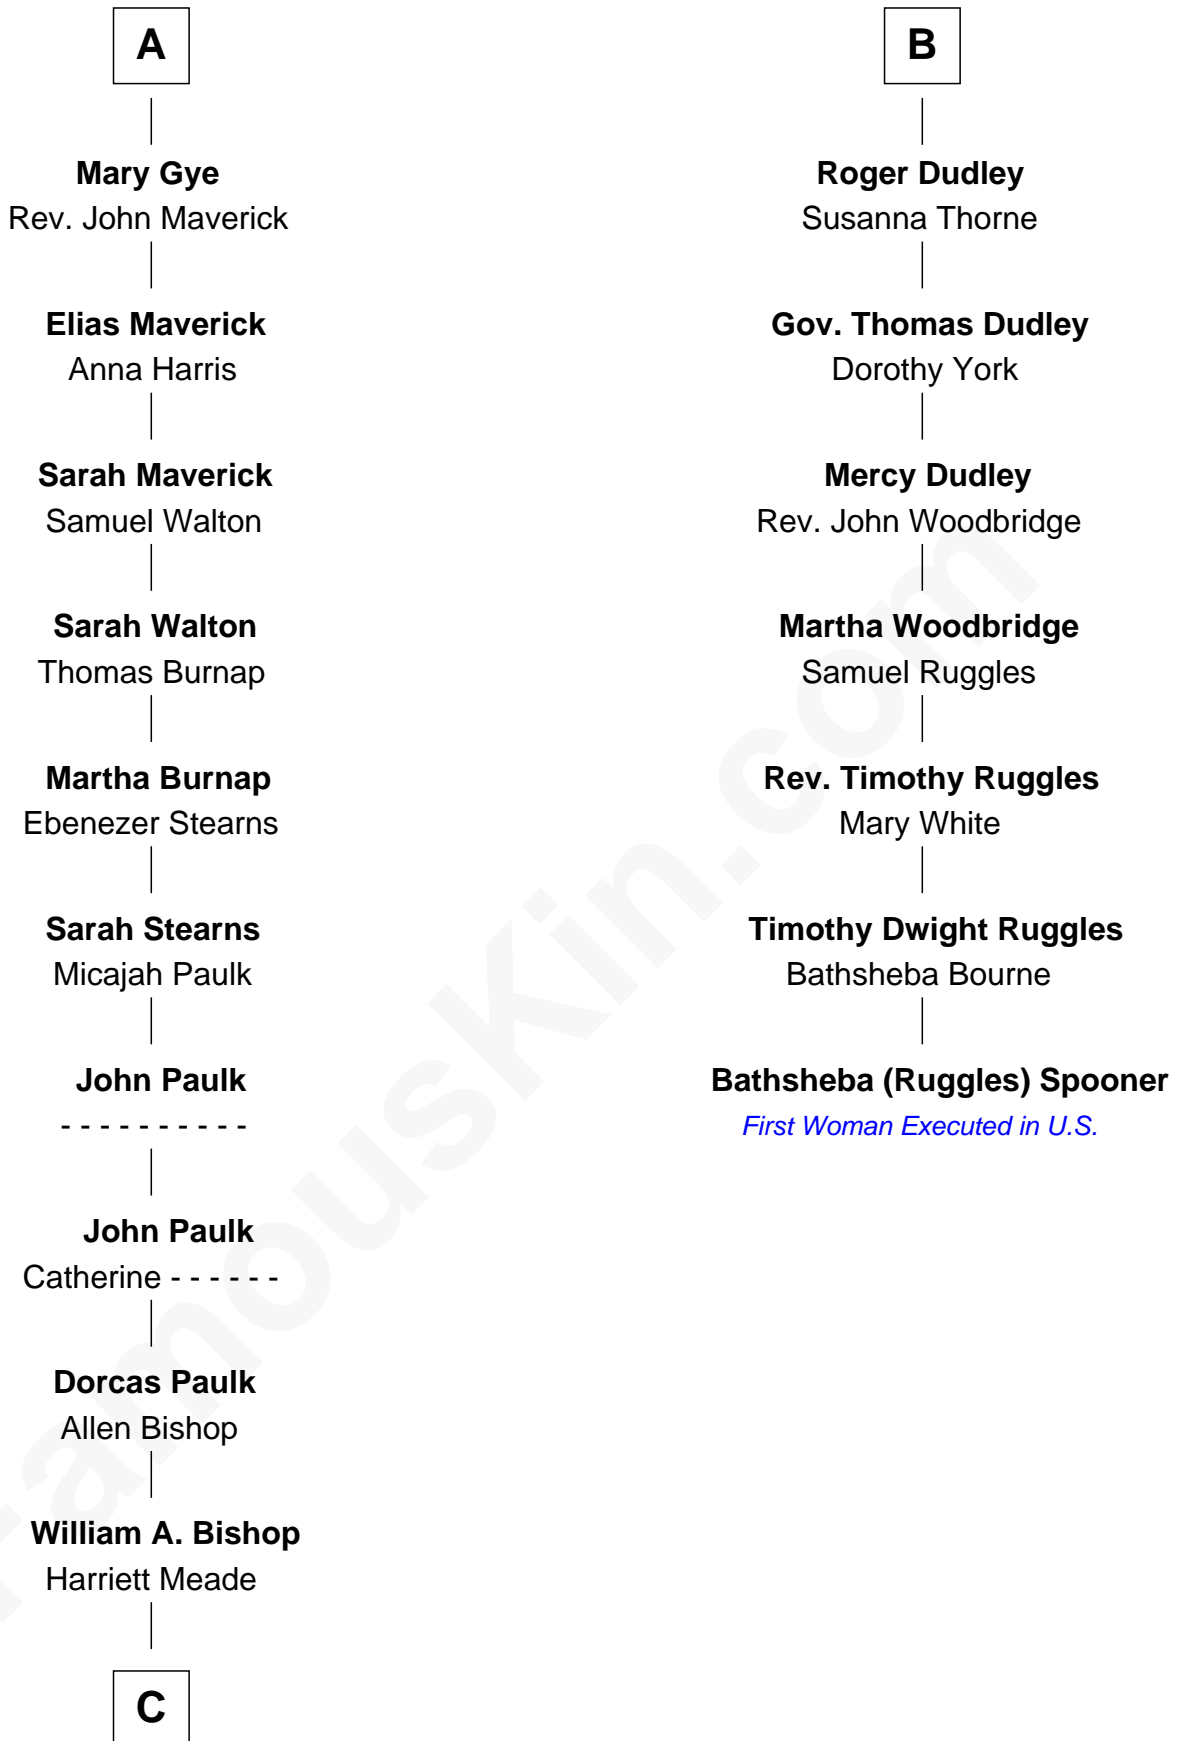 A
Mary Gye
Rev. John Maverick
Elias Maverick
Anna Harris
Sarah Maverick
Samuel Walton
Sarah Walton
Thomas Burnap
Martha Burnap
Ebenezer Stearns
Sarah Stearns
Micajah Paulk
John Paulk
- - - - - - - - - -
John Paulk
Catherine - - - - - -
Dorcas Paulk
Allen Bishop
William A. Bishop
Harriett Meade
C
B
Roger Dudley
Susanna Thorne
Gov. Thomas Dudley
Dorothy York
Mercy Dudley
Rev. John Woodbridge
Martha Woodbridge
Samuel Ruggles
Rev. Timothy Ruggles
Mary White
Timothy Dwight Ruggles
Bathsheba Bourne
Bathsheba (Ruggles) Spooner
First Woman Executed in U.S.
FamousKin.com